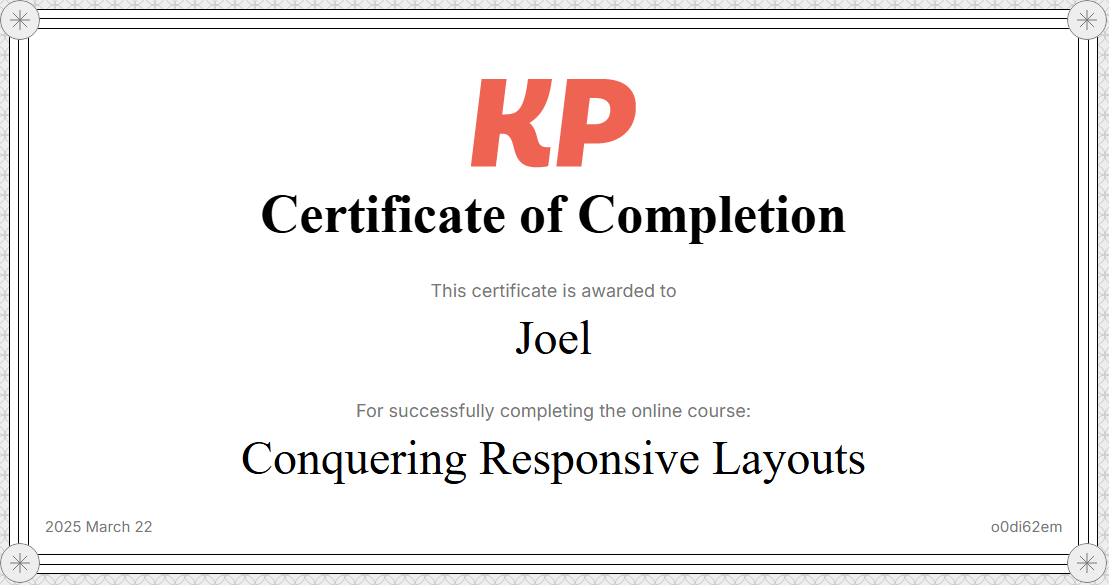 KP
Certificate of Completion
This certificate is awarded to
Joel
For successfully completing the online course:
Conquering Responsive Layouts
2025 March 22
o0di62em